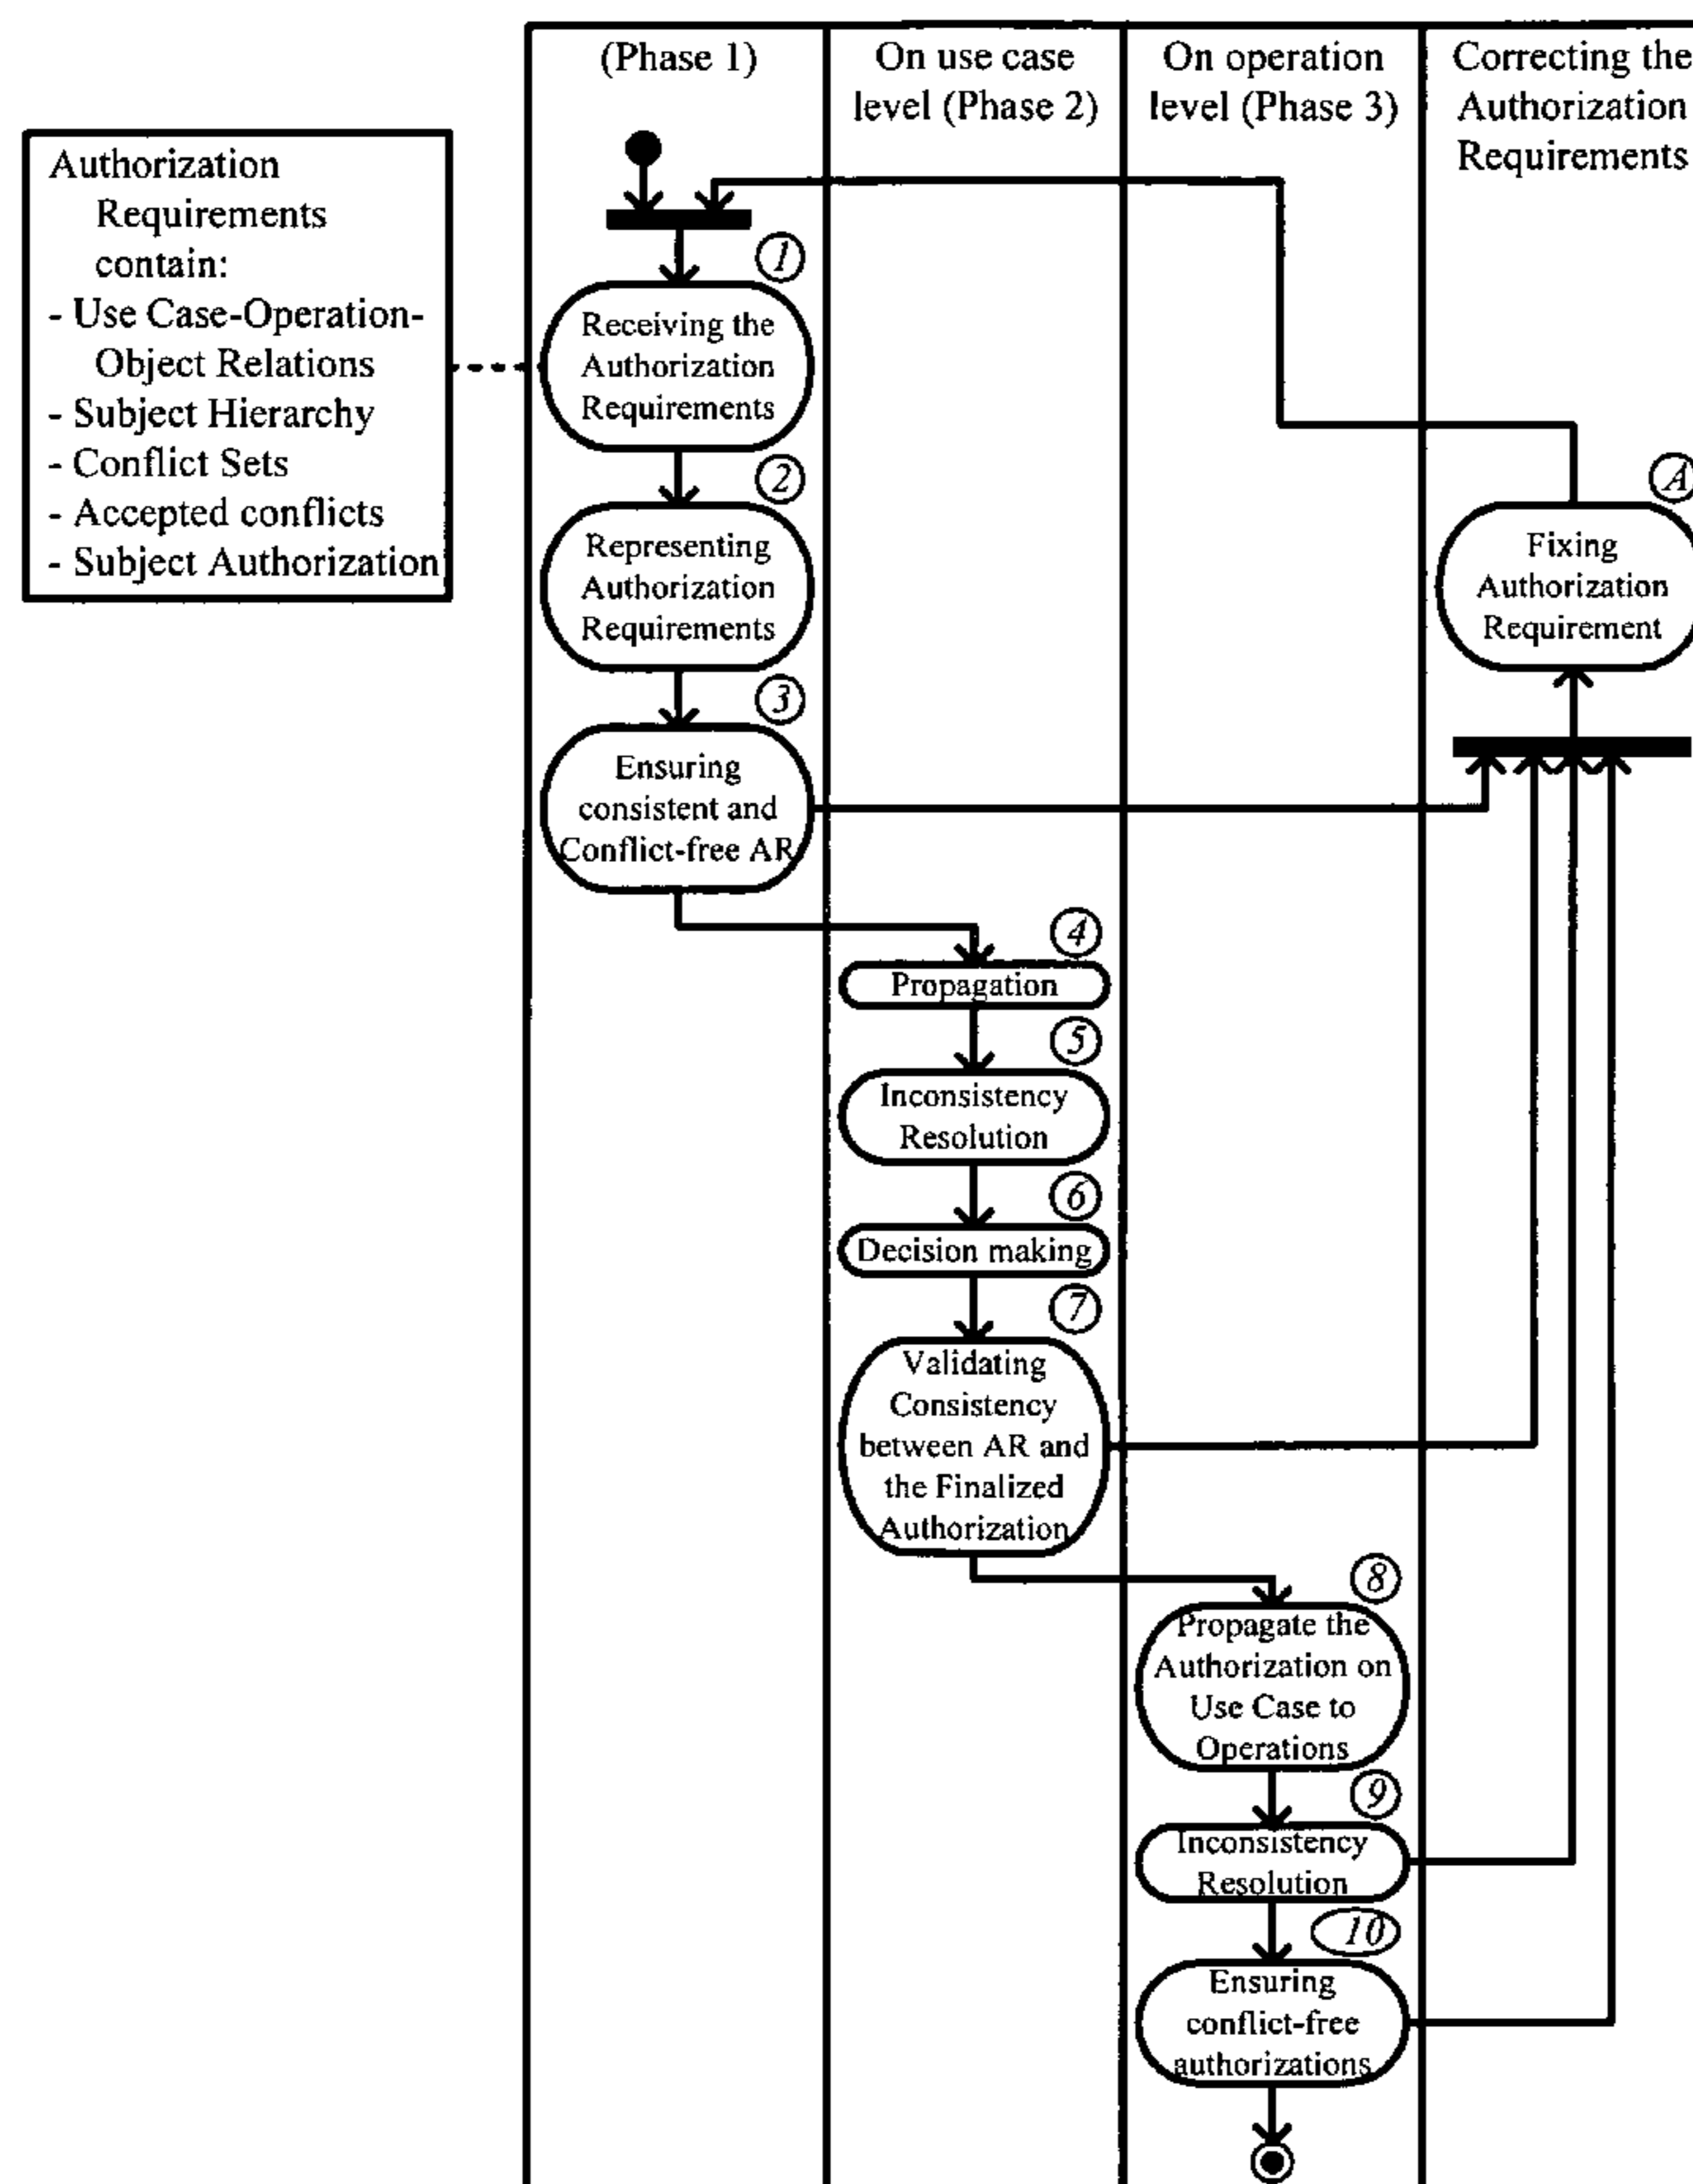 (Phase 1)
On use case
level (Phase 2)
On operation
level (Phase 3)
Correcting the
Authorization
Requirements
Authorization
Requirements
contain:
- Use Case-Operation-
Object Relations
- Subject Hierarchy
- Conflict Sets
- Accepted conflicts
- Subject Authorization
1
Receiving the
Authorization
Requirements
2
Representing
Authorization
Requirements
3
Ensuring
consistent and
Conflict-free AR
A
Fixing
Authorization
Requirement
4
Propagation
5
Inconsistency
Resolution
6
Decision making
7
Validating
Consistency
between AR and
the Finalized
Authorization
8
Propagate the
Authorization on
Use Case to
Operations
9
Inconsistency
Resolution
10
Ensuring
conflict-free
authorizations